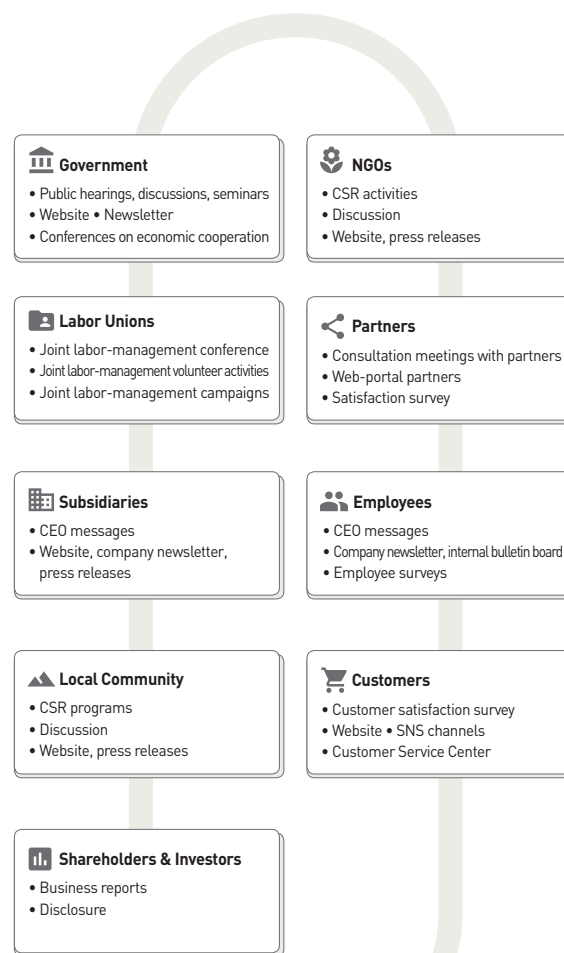 Government
• Public hearings, discussions, seminars
• Website • Newsletter
• Conferences on economic cooperation
NGOs
• CSR activities
• Discussion
• Website, press releases
Labor Unions
• Joint labor-management conference
• Joint labor-management volunteer activities
• Joint labor-management campaigns
Partners
• Consultation meetings with partners
• Web-portal partners
• Satisfaction survey
Subsidiaries
• CEO messages
• Website, company newsletter,
press releases
Employees
• CEO messages
• Company newsletter, internal bulletin board
• Employee surveys
Local Community
• CSR programs
• Discussion
• Website, press releases
Customers
• Customer satisfaction survey
• Website • SNS channels
• Customer Service Center
Shareholders & Investors
• Business reports
• Disclosure